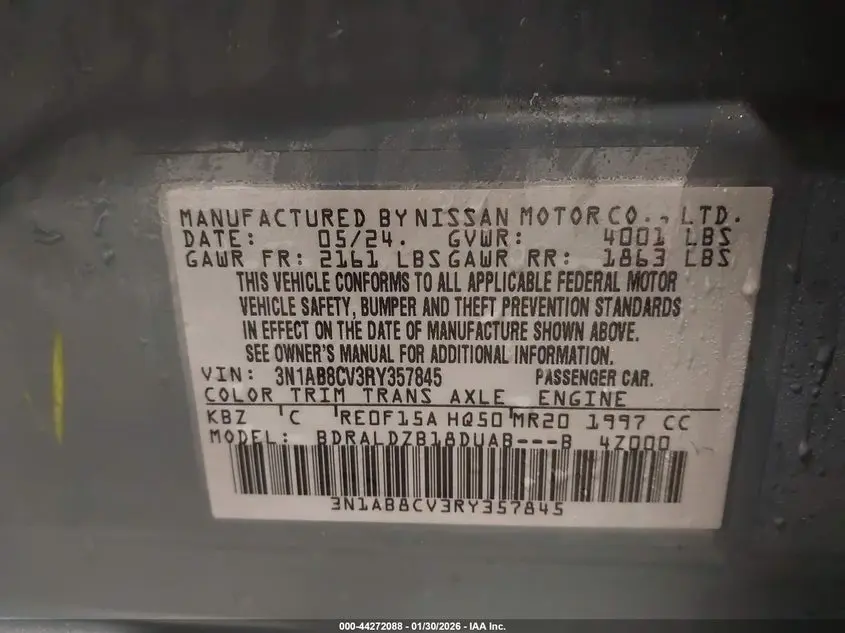 MANUFACTURED BY NISSAN MOTOR CO., LTD.
DATE: 05/24. GVWR: 4001 LBS
GAWR FR: 2161 LBS GAWR RR: 1863 LBS
THIS VEHICLE CONFORMS TO ALL APPLICABLE FEDERAL MOTOR
VEHICLE SAFETY, BUMPER AND THEFT PREVENTION STANDARDS
IN EFFECT ON THE DATE OF MANUFACTURE SHOWN ABOVE.
SEE OWNER'S MANUAL FOR ADDITIONAL INFORMATION.
VIN: 3N1AB8CV3RY357845 PASSENGER CAR.
COLOR TRIM TRANS AXLE ENGINE
KBZ C RE0F15A HQ50 MR20 1997 CC
MODEL: BDRALDZB18DUAB---B 4Z000
3N1AB8CV3RY357845
000-44272088 - 01/30/2026 - IAA Inc.